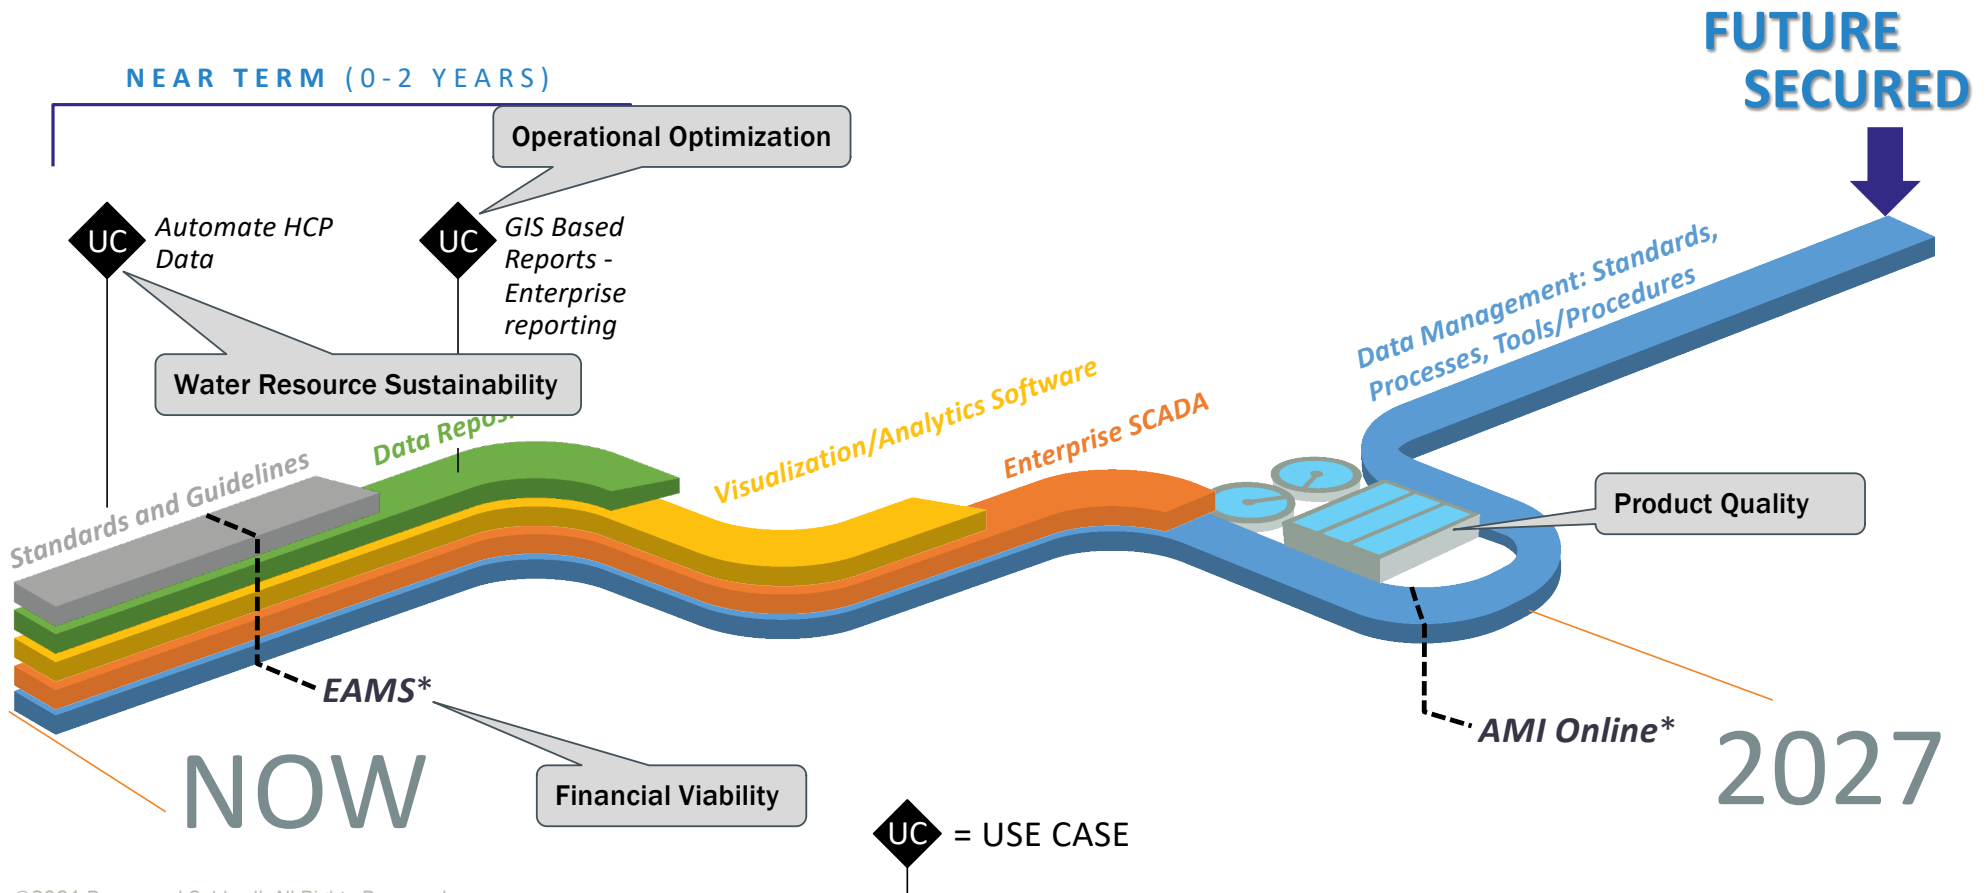 FUTURE
SECURED
NEAR TERM (0-2 YEARS)
Operational Optimization
UC
Automate HCP
Data
UC
GIS Based
Reports -
Enterprise
reporting
Water Resource Sustainability
Data Management: Standards,
Processes, Tools/Procedures
Standards and Guidelines
Data
Visualization/Analytics Software
Enterprise SCADA
Product Quality
EAMS*
AMI Online*
NOW
2027
Financial Viability
UC = USE CASE